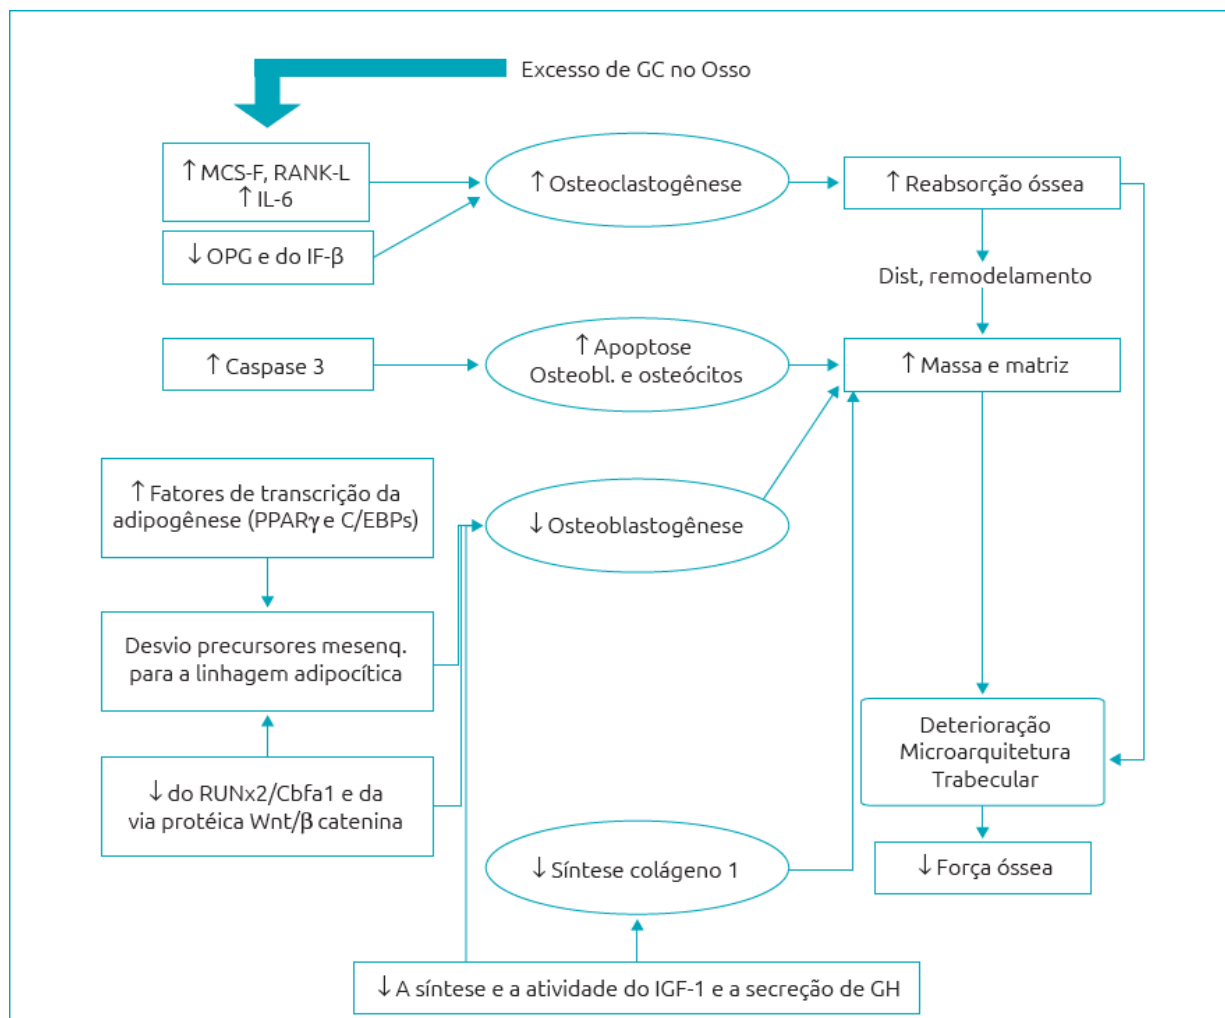 Excesso de GC no Osso
↑ MCS-F, RANK-L
↑ IL-6
↑ Osteoclastogênese
↑ Reabsorção óssea
↓ OPG e do IF-β
Dist, remodelamento
↑ Caspase 3
↑ Apoptose
Osteobl. e osteócitos
↑ Massa e matriz
↑ Fatores de transcrição da
adipogênese (PPARγ e C/EBPs)
↓ Osteoblastogênese
Desvio precursores mesenq.
para a linhagem adipocítica
Deterioração
Microarquitetura
Trabecular
↓ do RUNx2/Cbfa1 e da
via protéica Wnt/β catenina
↓ Síntese colágeno 1
↓ Força óssea
↓ A síntese e a atividade do IGF-1 e a secreção de GH